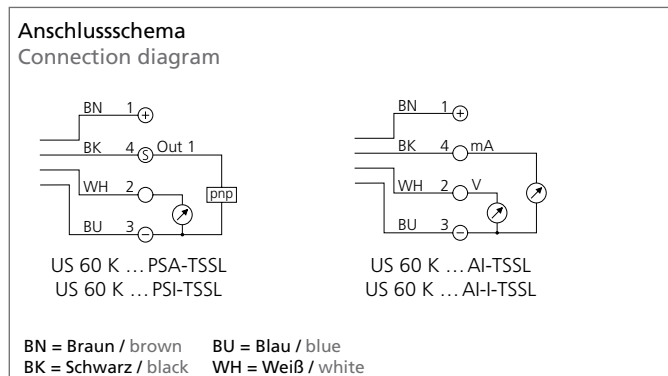 Anschlussschema
Connection diagram
BN 1 +
BK 4 S Out 1
WH 2
pnp
BU 3 −
US 60 K ... PSA-TSSL
US 60 K ... PSI-TSSL
BN 1 +
BK 4 mA
WH 2 V
BU 3 −
US 60 K ... AI-TSSL
US 60 K ... AI-I-TSSL
BN = Braun / brown BU = Blau / blue
BK = Schwarz / black WH = Weiß / white